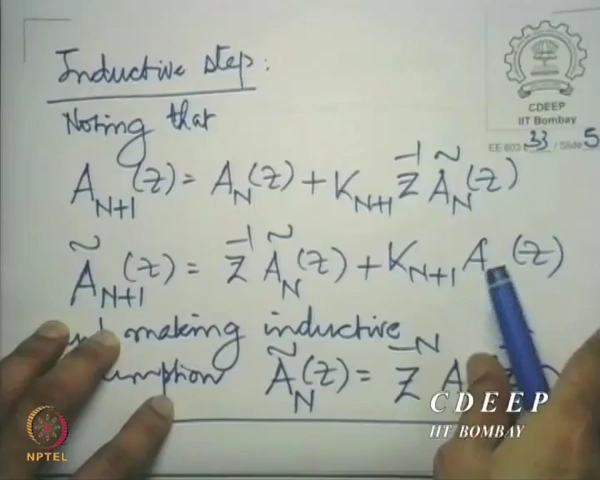 Inductive step:
CDEEP
IIT Bombay
EE 603 33 / Slide 5
Noting that
A_{N+1}(z) = A_N(z) + K_{N+1} z^{-1} Ã_N(z)
Ã_{N+1}(z) = z^{-1} Ã_N(z) + K_{N+1} A (z)
making inductive
Ã_N(z) = z^{-N} A
CDEEP
IIT BOMBAY
NPTEL